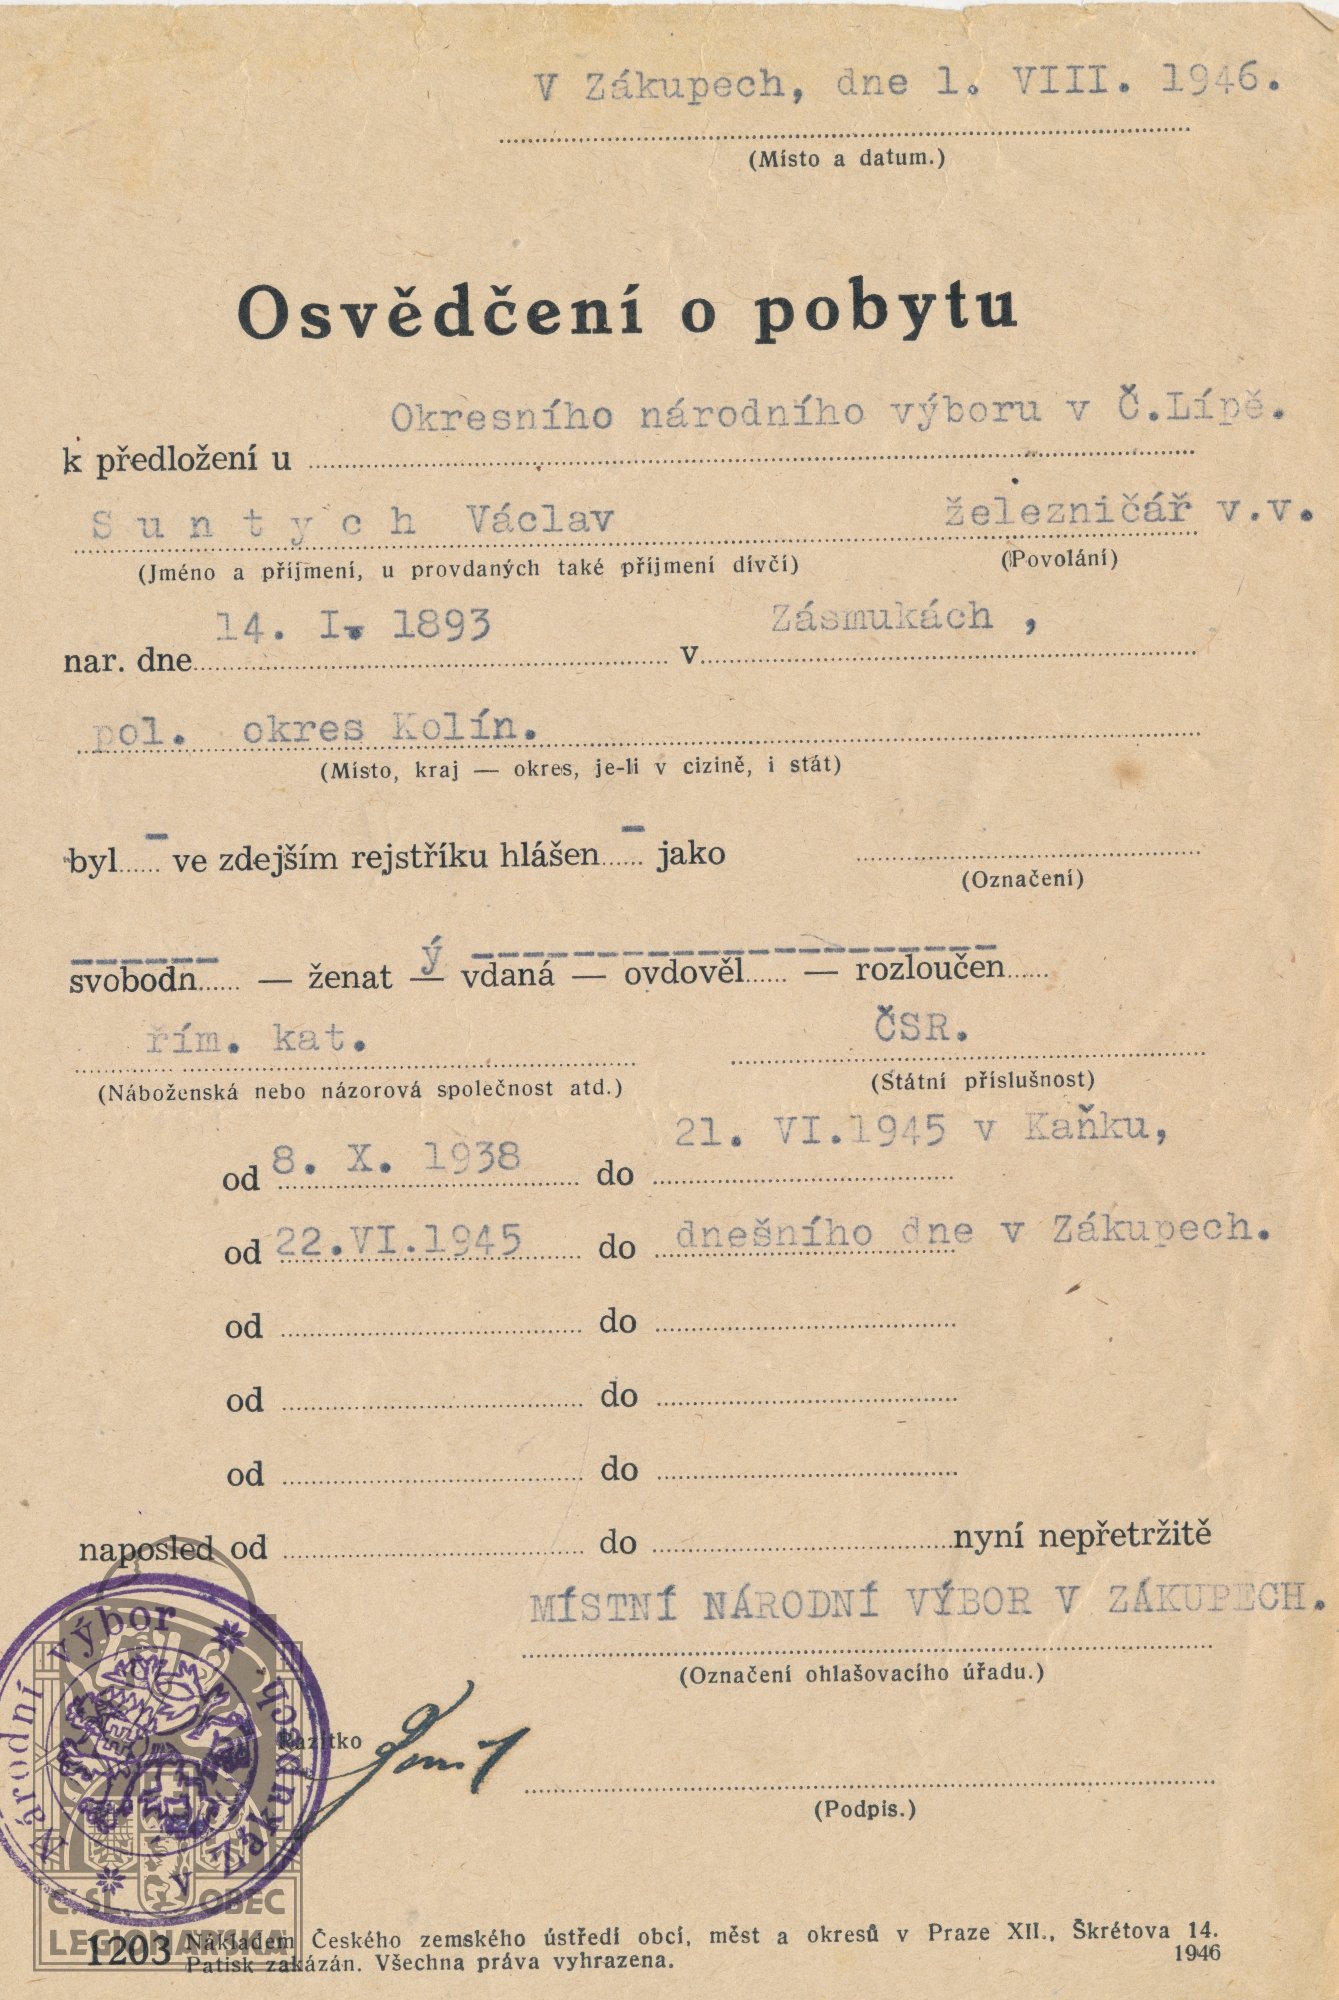 V Zákupech, dne 1. VIII. 1946.
(Místo a datum.)
Osvědčení o pobytu
Okresního národního výboru v Č.Lípě.
k předložení u
S u n t y c h Václav železničář v.v.
(Jméno a příjmení, u provdaných také příjmení dívčí) (Povolání)
14. I. 1893 Zásmukách ,
nar. dne v
pol. okres Kolín.
(Místo, kraj — okres, je-li v cizině, i stát)
byl – ve zdejším rejstříku hlášen – jako
(Označení)
svobodn — ženat ý — vdaná — ovdověl — rozloučen
řím. kat. ČSR.
(Náboženská nebo názorová společnost atd.) (Státní příslušnost)
od 8. X. 1938 do 21. VI.1945 v Kaňku,
od 22.VI.1945 do dnešního dne v Zákupech.
od do
od do
od do
naposled od do nyní nepřetržitě
MÍSTNÍ NÁRODNÍ VÝBOR V ZÁKUPECH.
(Označení ohlašovacího úřadu.)
Národní výbor v Zákupech
Razítko
(Podpis.)
Č.SL. OBEC
LEGIONÁŘSKÁ
1203 Nákladem Českého zemského ústředí obcí, měst a okresů v Praze XII., Škrétova 14.
Patisk zakázán. Všechna práva vyhrazena. 1946